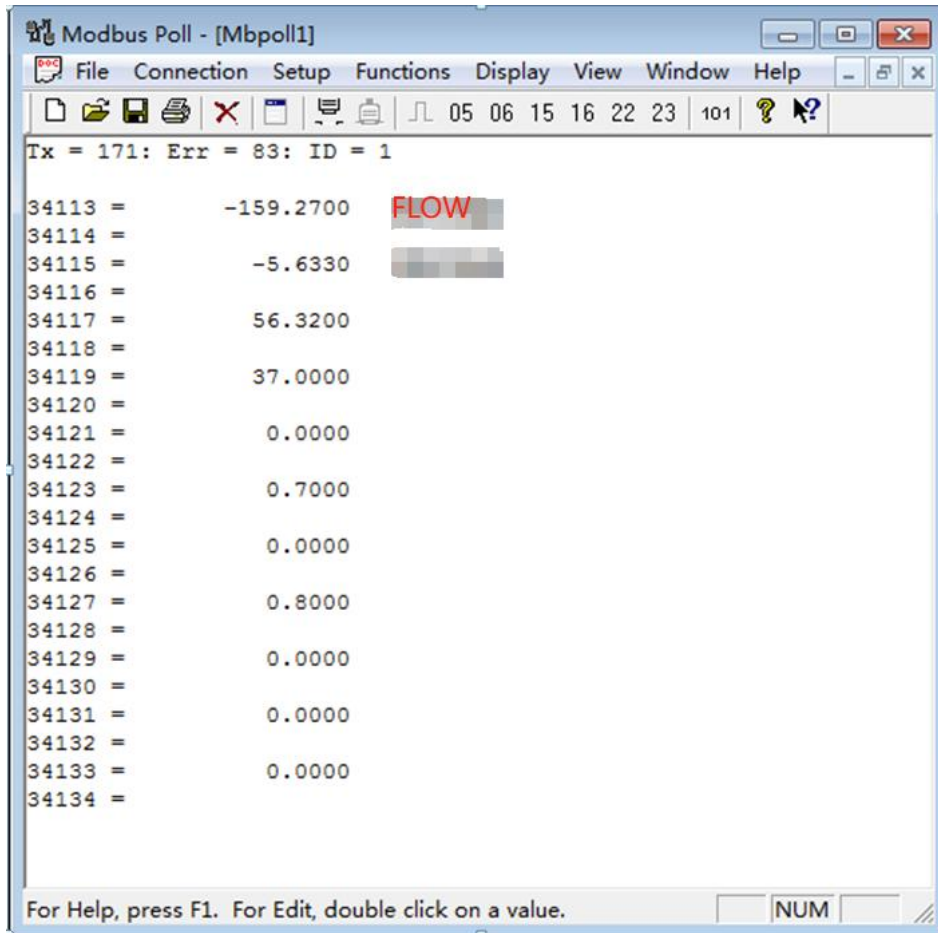 Modbus Poll - [Mbpoll1]
File Connection Setup Functions Display View Window Help
05 06 15 16 22 23 101
Tx = 171: Err = 83: ID = 1
34113 = -159.2700 FLOW
34114 =
34115 = -5.6330
34116 =
34117 = 56.3200
34118 =
34119 = 37.0000
34120 =
34121 = 0.0000
34122 =
34123 = 0.7000
34124 =
34125 = 0.0000
34126 =
34127 = 0.8000
34128 =
34129 = 0.0000
34130 =
34131 = 0.0000
34132 =
34133 = 0.0000
34134 =
For Help, press F1. For Edit, double click on a value. NUM